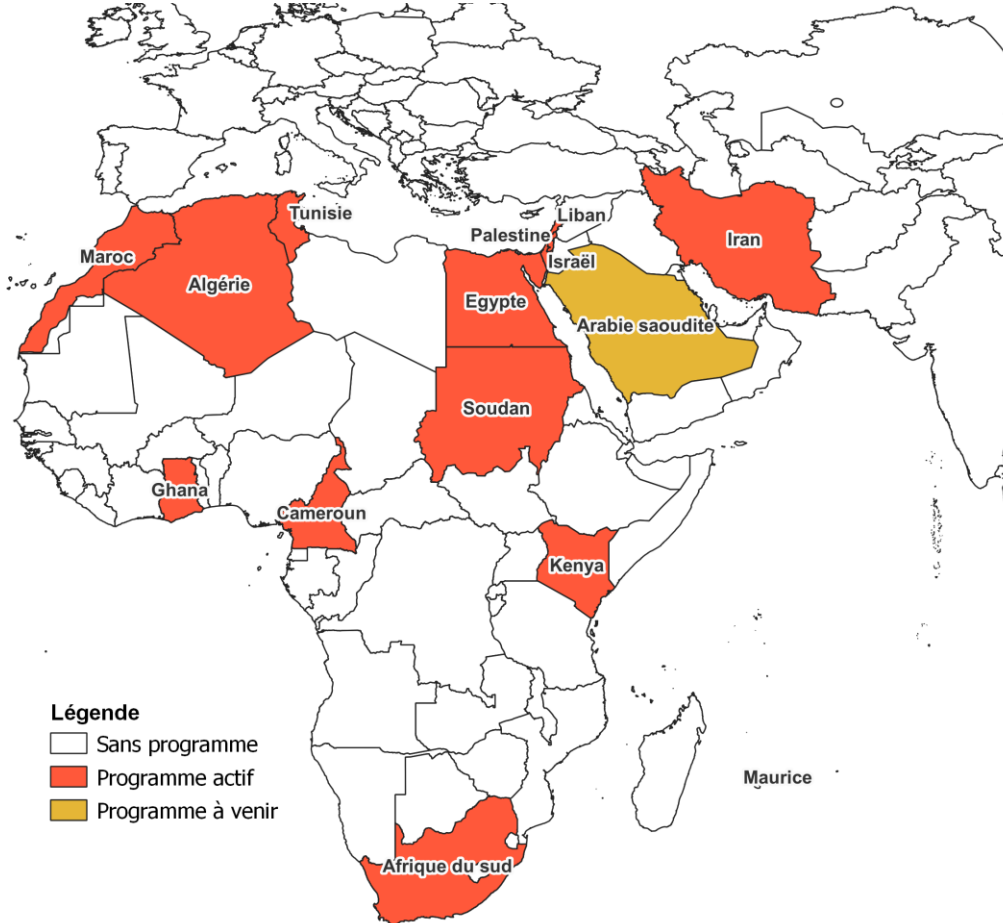 Tunisie
Liban
Palestine
Iran
Maroc
Israël
Algérie
Egypte
Arabie saoudite
Soudan
Ghana
Cameroun
Kenya
Légende
Sans programme
Programme actif
Programme à venir
Maurice
Afrique du sud